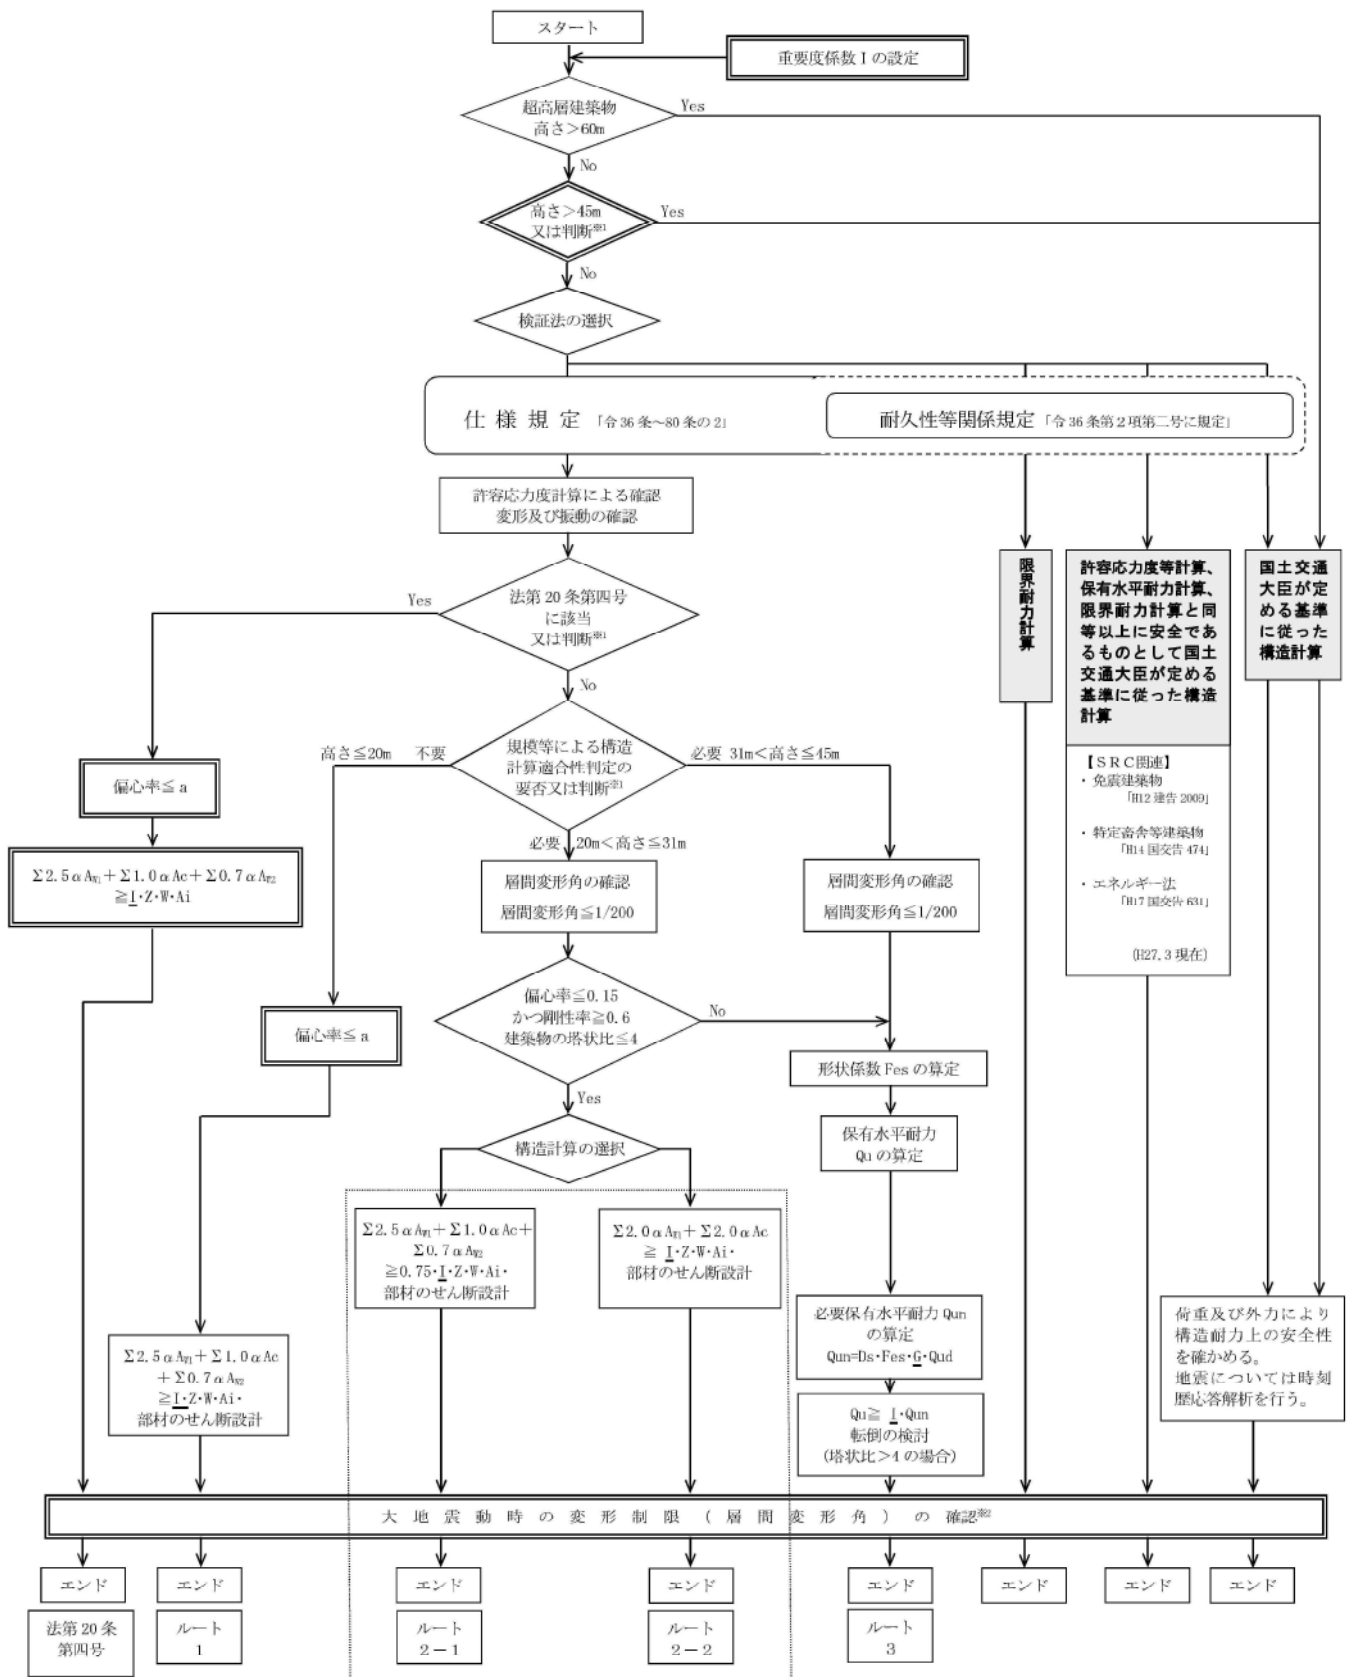 スタート
重要度係数Ｉの設定
超高層建築物
高さ＞60m
Yes
No
高さ＞45m
又は判断※1
Yes
No
検証法の選択
仕様規定「令36条～80条の2」
耐久性等関係規定「令36条第2項第二号に規定」
許容応力度計算による確認
変形及び振動の確認
法第20条第四号
に該当
又は判断※1
Yes
No
限界耐力計算
許容応力度等計算、
保有水平耐力計算、
限界耐力計算と同
等以上に安全であ
るものとして国土
交通大臣が定める
基準に従った構造
計算
国土交通
大臣が定
める基準
に従った
構造計算
【ＳＲＣ関連】
・免震建築物
「H12建告2009」
・特定畜舎等建築物
「H14国交告474」
・エネルギー法
「H17国交告631」
(H27.3現在)
高さ≦20m 不要
規模等による構造
計算適合性判定の
要否又は判断※1
必要 31m＜高さ≦45m
必要 20m＜高さ≦31m
偏心率≦a
Σ2.5αAW1＋Σ1.0αAc＋Σ0.7αAW2
≧I・Z・W・Ai
層間変形角の確認
層間変形角≦1/200
層間変形角の確認
層間変形角≦1/200
偏心率≦a
偏心率≦0.15
かつ剛性率≧0.6
建築物の塔状比≦4
No
Yes
形状係数Fesの算定
構造計算の選択
保有水平耐力
Quの算定
Σ2.5αAW1＋Σ1.0αAc＋
Σ0.7αAW2
≧0.75・I・Z・W・Ai・
部材のせん断設計
Σ2.0αAW1＋Σ2.0αAc
≧ I・Z・W・Ai・
部材のせん断設計
必要保有水平耐力Qun
の算定
Qun=Ds・Fes・G・Qud
荷重及び外力により
構造耐力上の安全性
を確かめる。
地震については時刻
歴応答解析を行う。
Σ2.5αAW1＋Σ1.0αAc
＋Σ0.7αAW2
≧I・Z・W・Ai・
部材のせん断設計
Qu≧ I・Qun
転倒の検討
(塔状比＞4の場合)
大地震動時の変形制限（層間変形角）の確認※2
エンド
エンド
エンド
エンド
エンド
エンド
エンド
エンド
法第20条
第四号
ルート
1
ルート
2－1
ルート
2－2
ルート
3